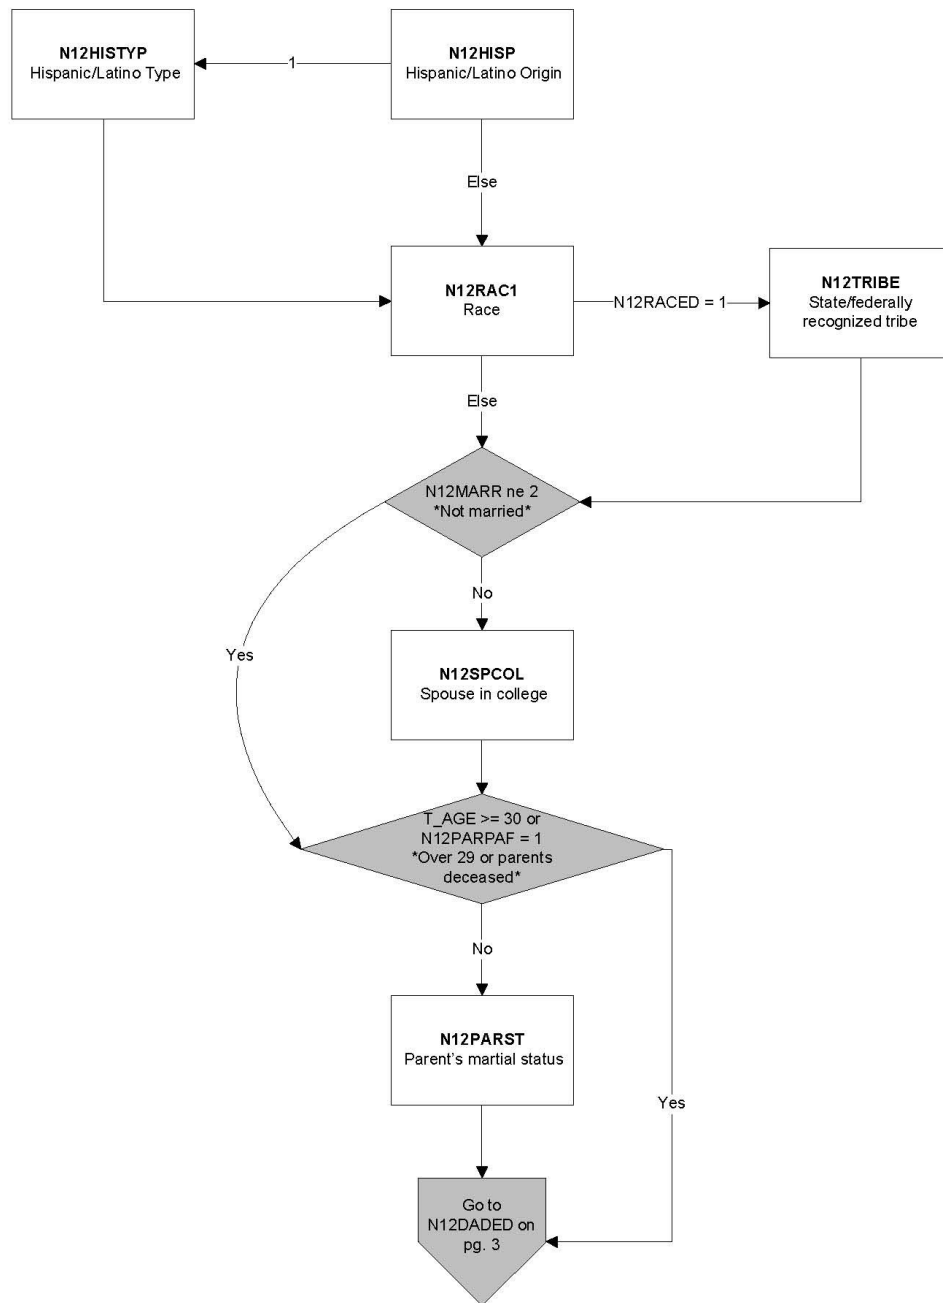 N12HISTYP
Hispanic/Latino Type
1
N12HISP
Hispanic/Latino Origin
Else
N12RAC1
Race
N12RACED = 1
N12TRIBE
State/federally
recognized tribe
Else
N12MARR ne 2
*Not married*
No
Yes
N12SPCOL
Spouse in college
T_AGE >= 30 or
N12PARPAF = 1
*Over 29 or parents
deceased*
No
N12PARST
Parent's martial status
Yes
Go to
N12DADED on
pg. 3